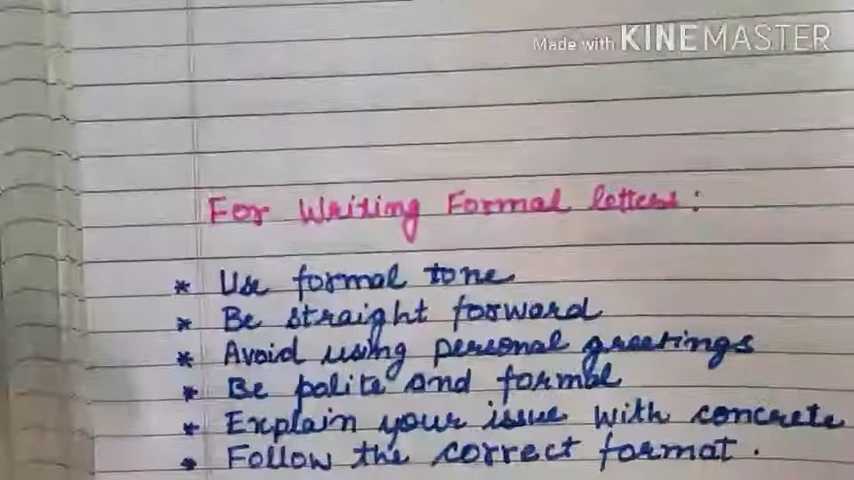 Made with KINEMASTER
For Writing Formal letters:
* Use formal tone
* Be straight forward
* Avoid using personal greetings
* Be polite and formal
* Explain your issue with concrete
* Follow the correct format.